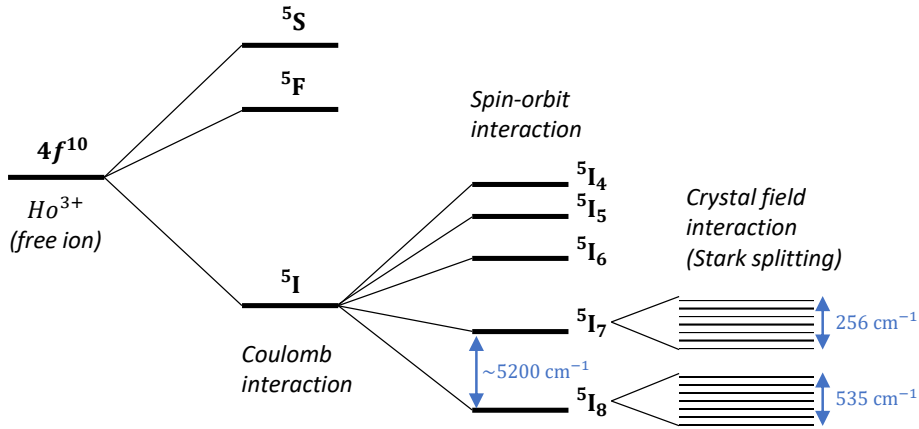 ⁵S
⁵F
4f¹⁰
Ho³⁺
(free ion)
⁵I
Coulomb
interaction
Spin-orbit
interaction
⁵I₄
⁵I₅
⁵I₆
⁵I₇
~5200 cm⁻¹
⁵I₈
Crystal field
interaction
(Stark splitting)
256 cm⁻¹
535 cm⁻¹